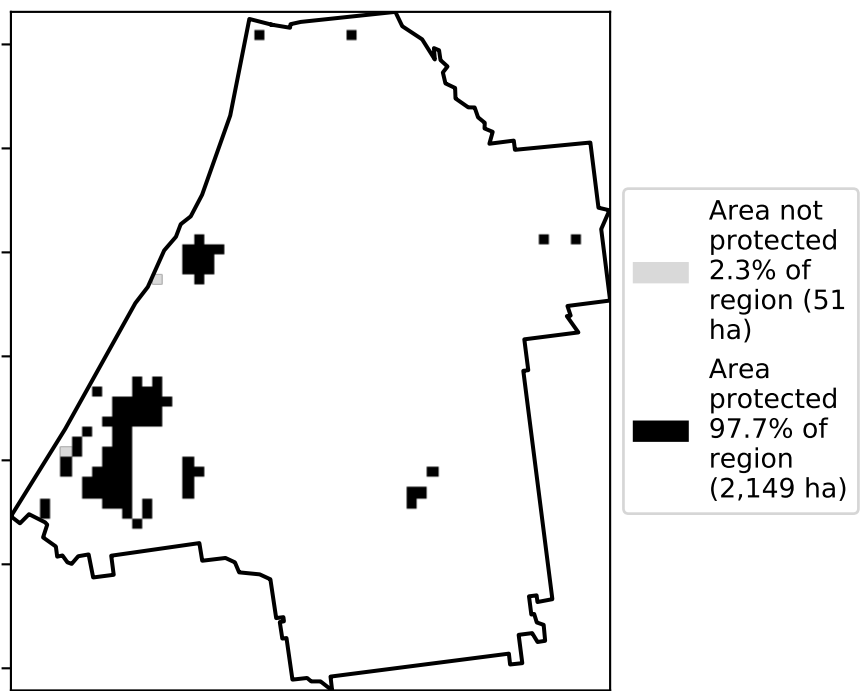 Area not
protected
2.3% of
region (51
ha)
Area
protected
97.7% of
region
(2,149 ha)